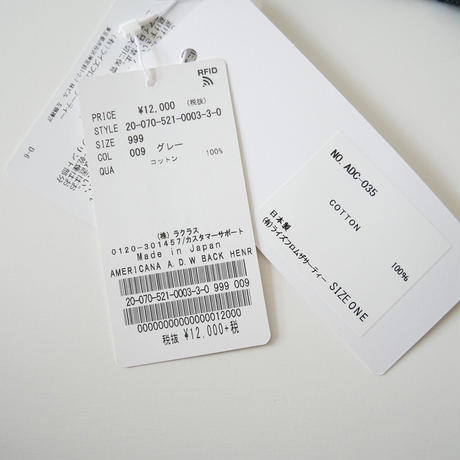 RFID
PRICE ¥12,000 (税抜)
STYLE 20-070-521-0003-3-0
SIZE 999
COL 009 グレー
QUA コットン 100%
(株) ラクラス
0120-301457/カスタマーサポート
Made in Japan
AMERICANA A.D.W BACK HENR
20-070-521-0003-3-0 999 009
0000000000000012000
税抜 ¥12,000+税
NO. ADC-035
COTTON 100%
日本製
(有)ライズフロムザサーティー
SIZE ONE
D-6